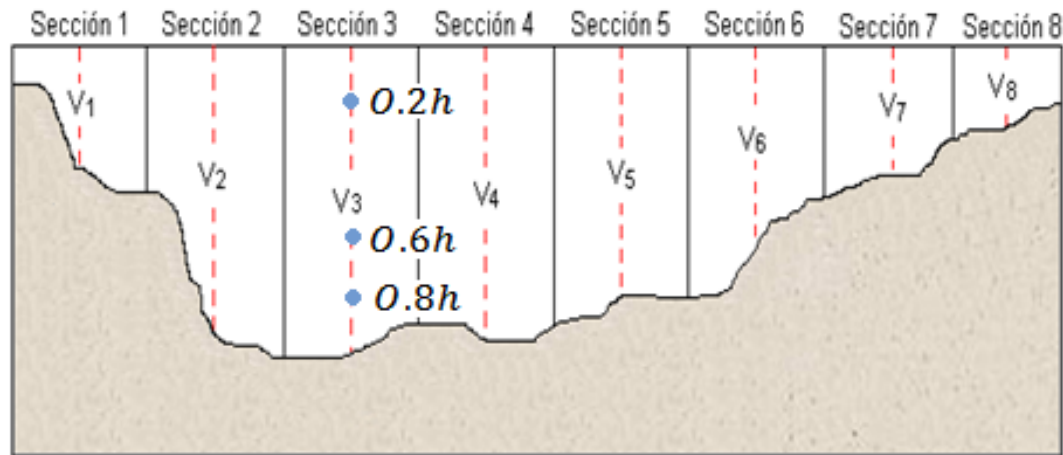 Sección 1 Sección 2 Sección 3 Sección 4 Sección 5 Sección 6 Sección 7 Sección 8
V8
V1 0.2h V7
V6
V2 V5
V3 V4
0.6h
0.8h